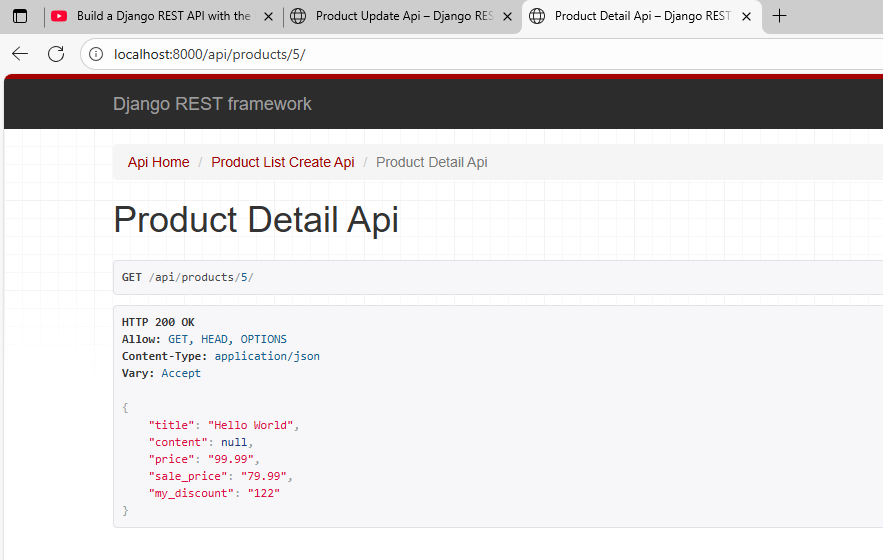 Build a Django REST API with the
Product Update Api – Django RES
Product Detail Api – Django REST
localhost:8000/api/products/5/
Django REST framework
Api Home / Product List Create Api / Product Detail Api
Product Detail Api
GET /api/products/5/
HTTP 200 OK
Allow: GET, HEAD, OPTIONS
Content-Type: application/json
Vary: Accept
{
"title": "Hello World",
"content": null,
"price": "99.99",
"sale_price": "79.99",
"my_discount": "122"
}